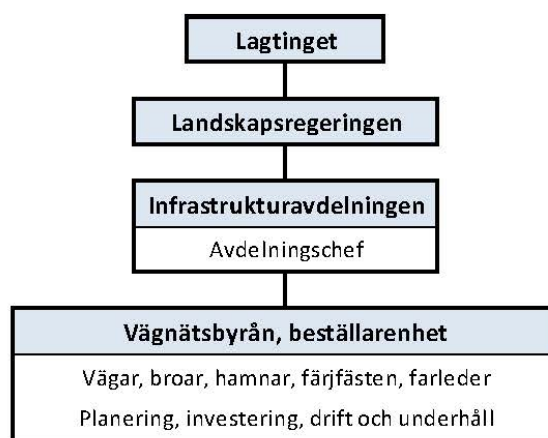 Lagtinget
Landskapsregeringen
Infrastrukturavdelningen
Avdelningschef
Vägnätsbyrån, beställarenhet
Vägar, broar, hamnar, färjfästen, farleder
Planering, investering, drift och underhåll